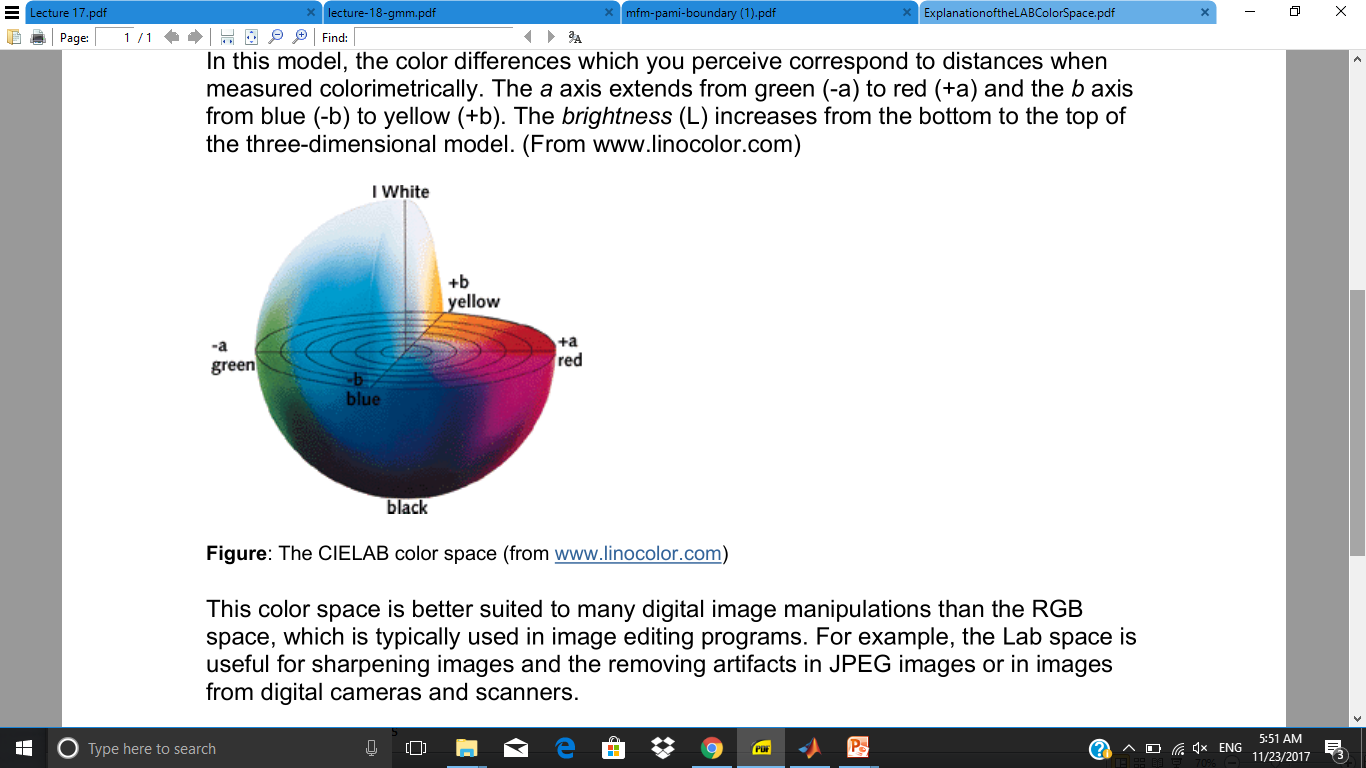 Lecture 17.pdf
lecture-18-gmm.pdf
mfm-pami-boundary (1).pdf
ExplanationoftheLABColorSpace.pdf
Page: 1 / 1 Find:
In this model, the color differences which you perceive correspond to distances when
measured colorimetrically. The a axis extends from green (-a) to red (+a) and the b axis
from blue (-b) to yellow (+b). The brightness (L) increases from the bottom to the top of
the three-dimensional model. (From www.linocolor.com)
l White
+b
yellow
-a
green
+a
red
-b
blue
black
Figure: The CIELAB color space (from www.linocolor.com)
This color space is better suited to many digital image manipulations than the RGB
space, which is typically used in image editing programs. For example, the Lab space is
useful for sharpening images and the removing artifacts in JPEG images or in images
from digital cameras and scanners.
Type here to search
PDF
ENG
5:51 AM
11/23/2017
3
70%